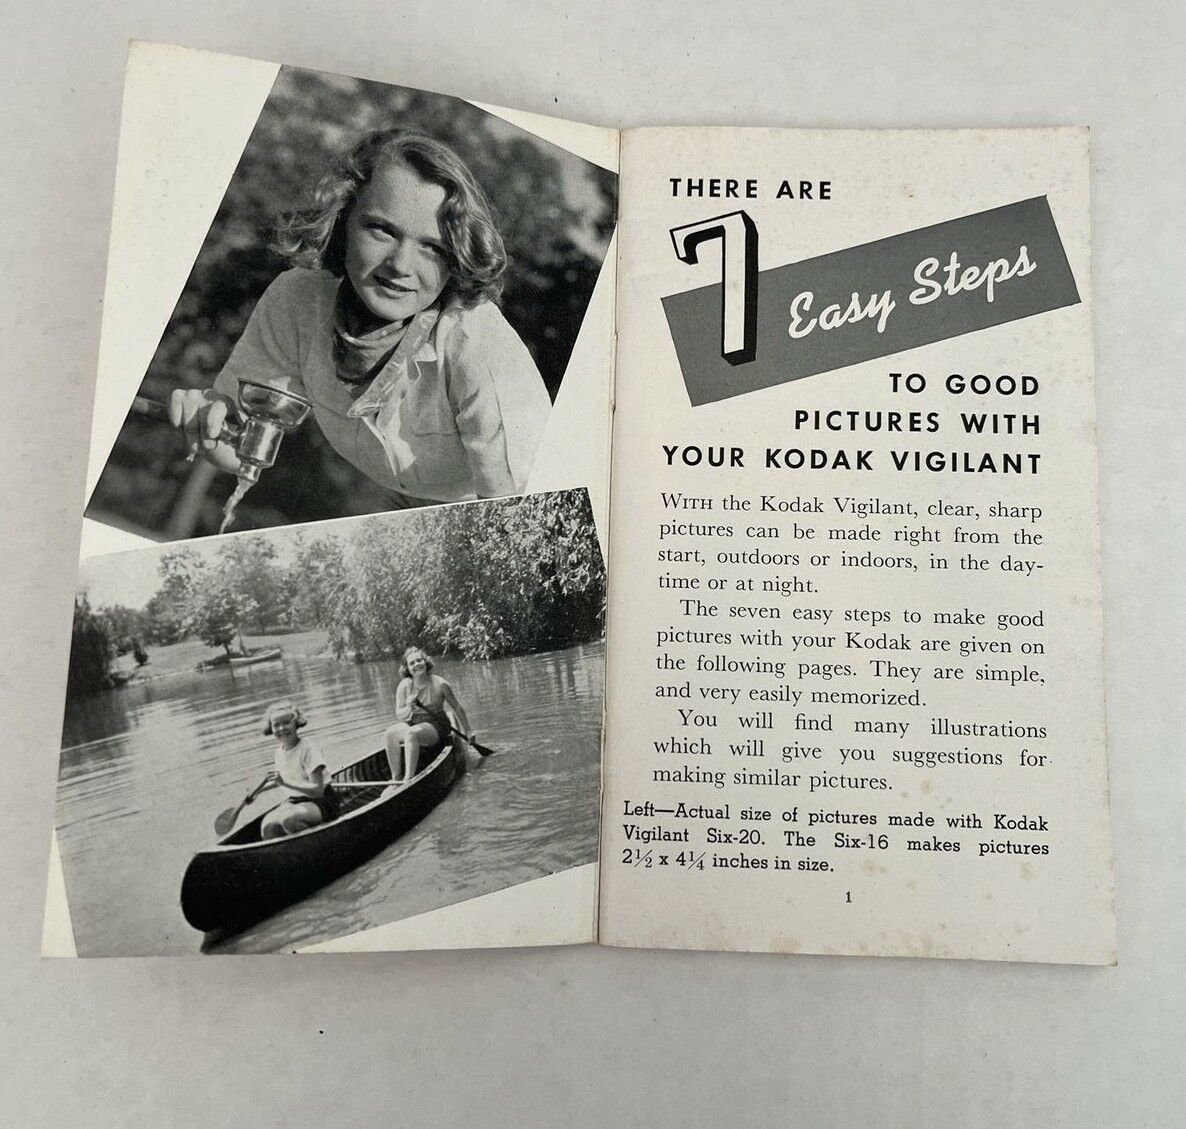 THERE ARE
7
Easy Steps
TO GOOD
PICTURES WITH
YOUR KODAK VIGILANT
WITH the Kodak Vigilant, clear, sharp
pictures can be made right from the
start, outdoors or indoors, in the day-
time or at night.
The seven easy steps to make good
pictures with your Kodak are given on
the following pages. They are simple,
and very easily memorized.
You will find many illustrations
which will give you suggestions for
making similar pictures.
Left—Actual size of pictures made with Kodak
Vigilant Six-20. The Six-16 makes pictures
2½ x 4¼ inches in size.
1